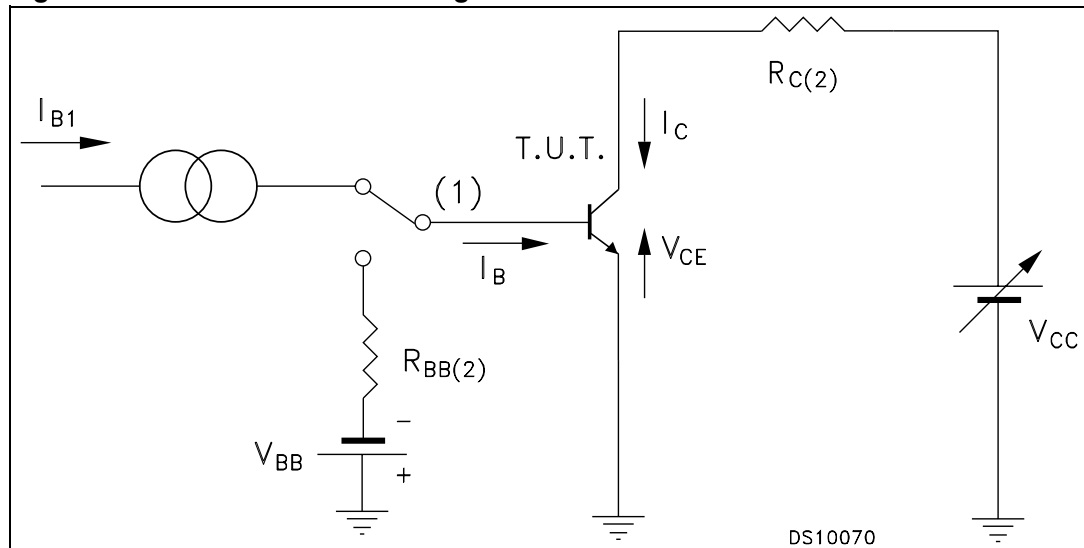 R_C(2)
I_B1
I_C
T.U.T.
(1)
V_CE
I_B
V_CC
R_BB(2)
-
V_BB
+
DS10070